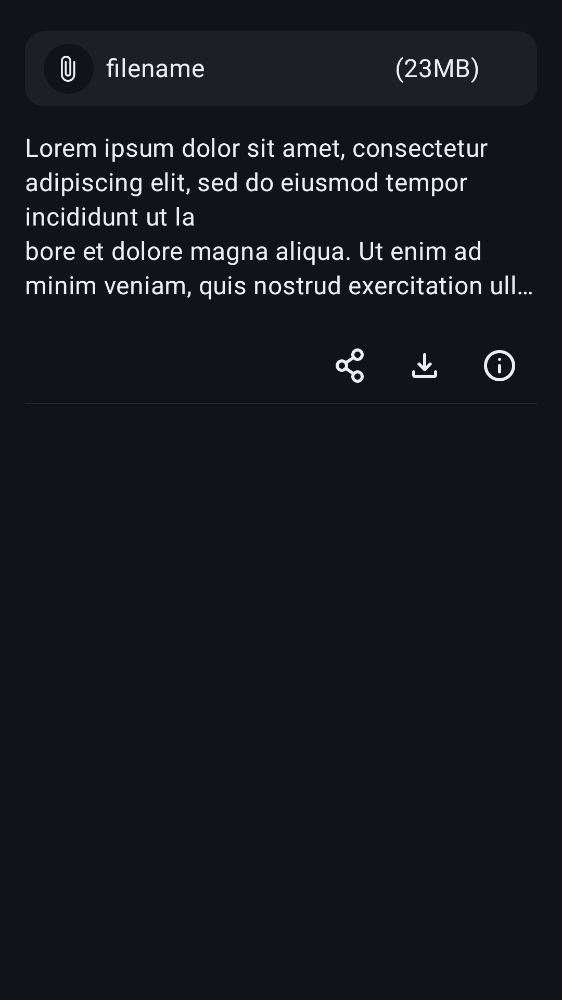 filename (23MB)
Lorem ipsum dolor sit amet, consectetur
adipiscing elit, sed do eiusmod tempor
incididunt ut la
bore et dolore magna aliqua. Ut enim ad
minim veniam, quis nostrud exercitation ull…